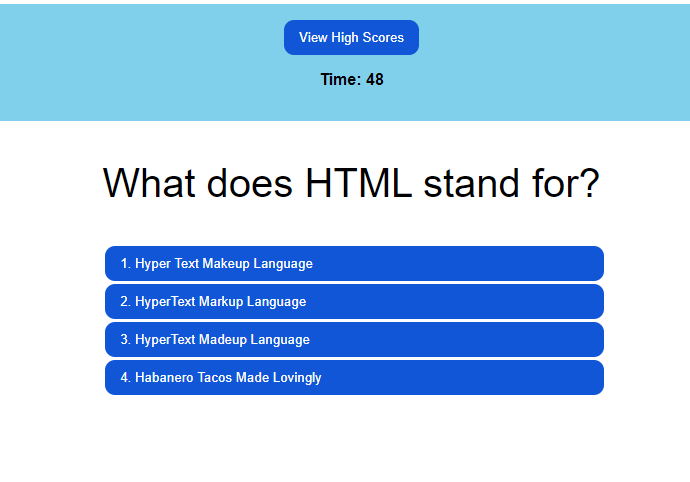 View High Scores
Time: 48
What does HTML stand for?
1. Hyper Text Makeup Language
2. HyperText Markup Language
3. HyperText Madeup Language
4. Habanero Tacos Made Lovingly